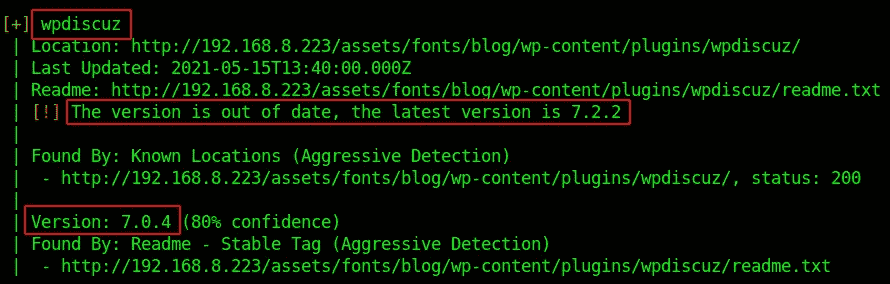 [+] wpdiscuz
| Location: http://192.168.8.223/assets/fonts/blog/wp-content/plugins/wpdiscuz/
| Last Updated: 2021-05-15T13:40:00.000Z
| Readme: http://192.168.8.223/assets/fonts/blog/wp-content/plugins/wpdiscuz/readme.txt
| [!] The version is out of date, the latest version is 7.2.2
|
| Found By: Known Locations (Aggressive Detection)
|  - http://192.168.8.223/assets/fonts/blog/wp-content/plugins/wpdiscuz/, status: 200
|
| Version: 7.0.4 (80% confidence)
| Found By: Readme - Stable Tag (Aggressive Detection)
|  - http://192.168.8.223/assets/fonts/blog/wp-content/plugins/wpdiscuz/readme.txt